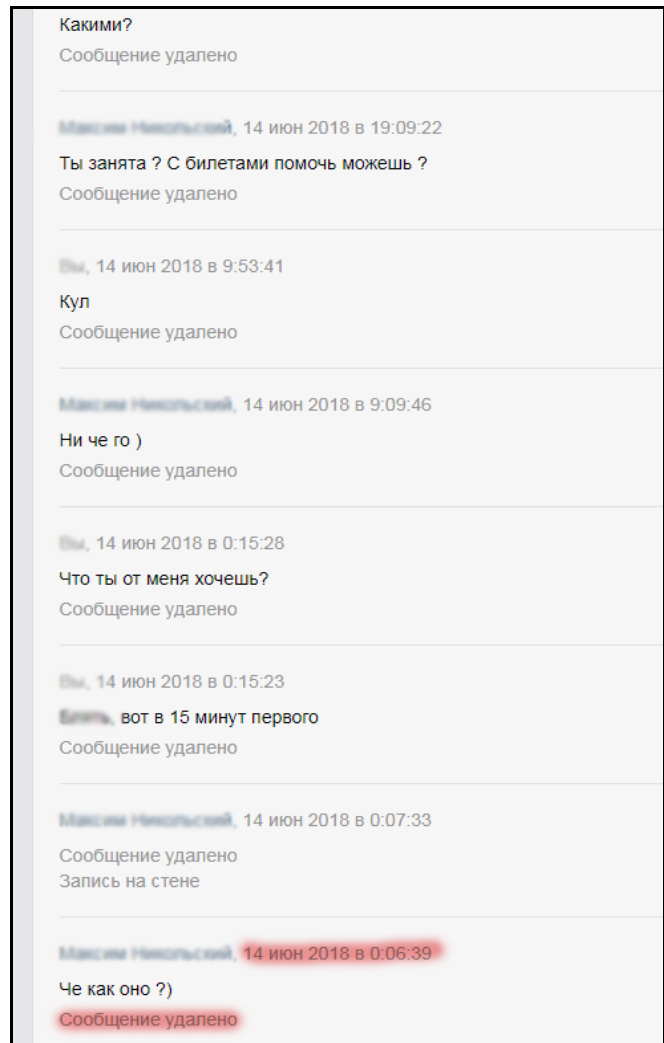 Какими?
Сообщение удалено
, 14 июн 2018 в 19:09:22
Ты занята ? С билетами помочь можешь ?
Сообщение удалено
, 14 июн 2018 в 9:53:41
Кул
Сообщение удалено
, 14 июн 2018 в 9:09:46
Ни че го )
Сообщение удалено
, 14 июн 2018 в 0:15:28
Что ты от меня хочешь?
Сообщение удалено
, 14 июн 2018 в 0:15:23
вот в 15 минут первого
Сообщение удалено
, 14 июн 2018 в 0:07:33
Сообщение удалено
Запись на стене
14 июн 2018 в 0:06:39
Че как оно ?)
Сообщение удалено